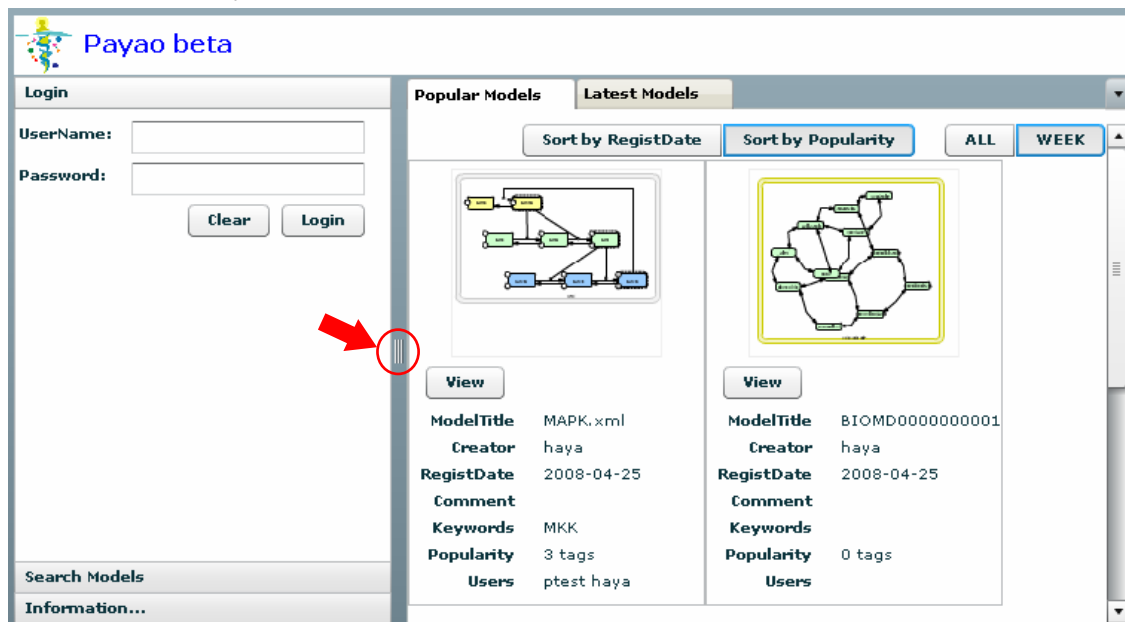 Payao beta
Login
UserName:
Password:
Clear Login
Search Models
Information...
Popular Models Latest Models
Sort by RegistDate Sort by Popularity ALL WEEK
View
ModelTitle MAPK.xml
Creator haya
RegistDate 2008-04-25
Comment
Keywords MKK
Popularity 3 tags
Users ptest haya
View
ModelTitle BIOMD0000000001
Creator haya
RegistDate 2008-04-25
Comment
Keywords
Popularity 0 tags
Users